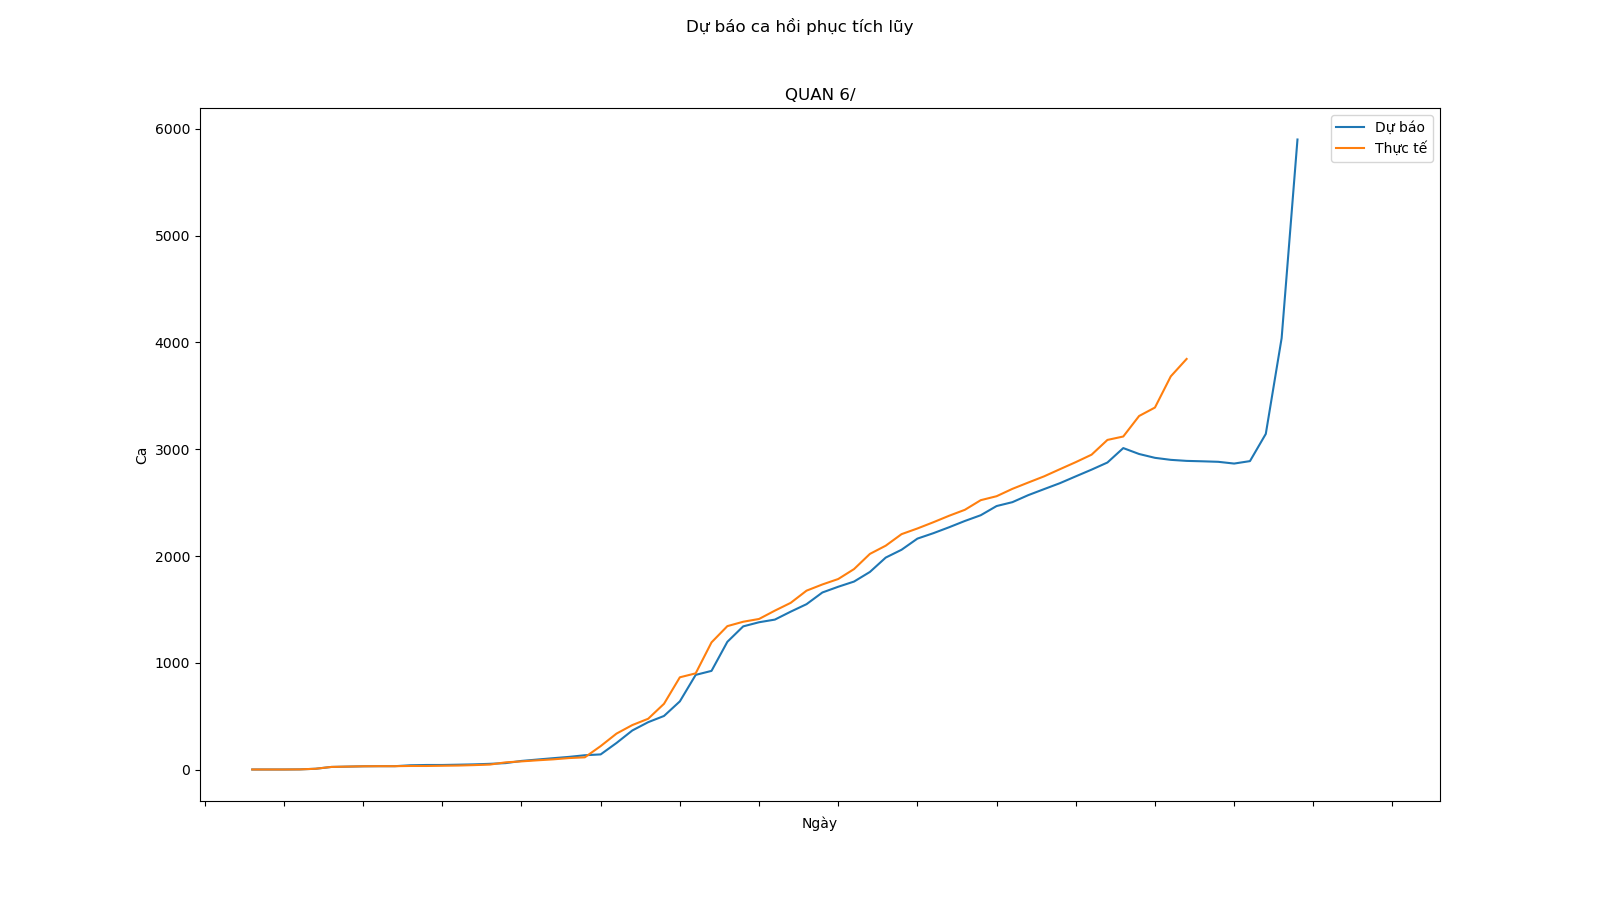 Dự báo ca hồi phục tích lũy
QUAN 6/
6000
5000
4000
3000
2000
1000
0
Ca
Ngày
Dự báo
Thực tế